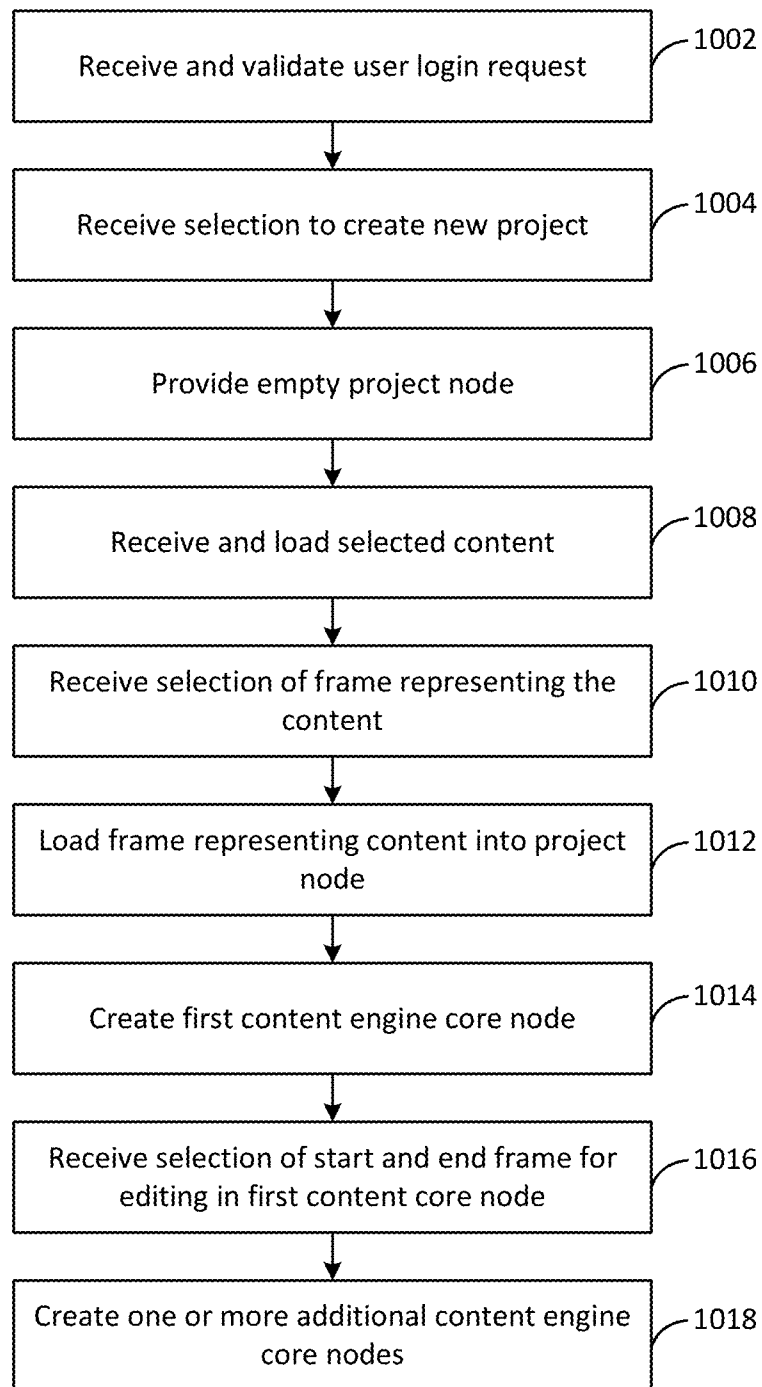 Receive and validate user login request
1002
Receive selection to create new project
1004
Provide empty project node
1006
Receive and load selected content
1008
Receive selection of frame representing the
content
1010
Load frame representing content into project
node
1012
Create first content engine core node
1014
Receive selection of start and end frame for
editing in first content core node
1016
Create one or more additional content engine
core nodes
1018